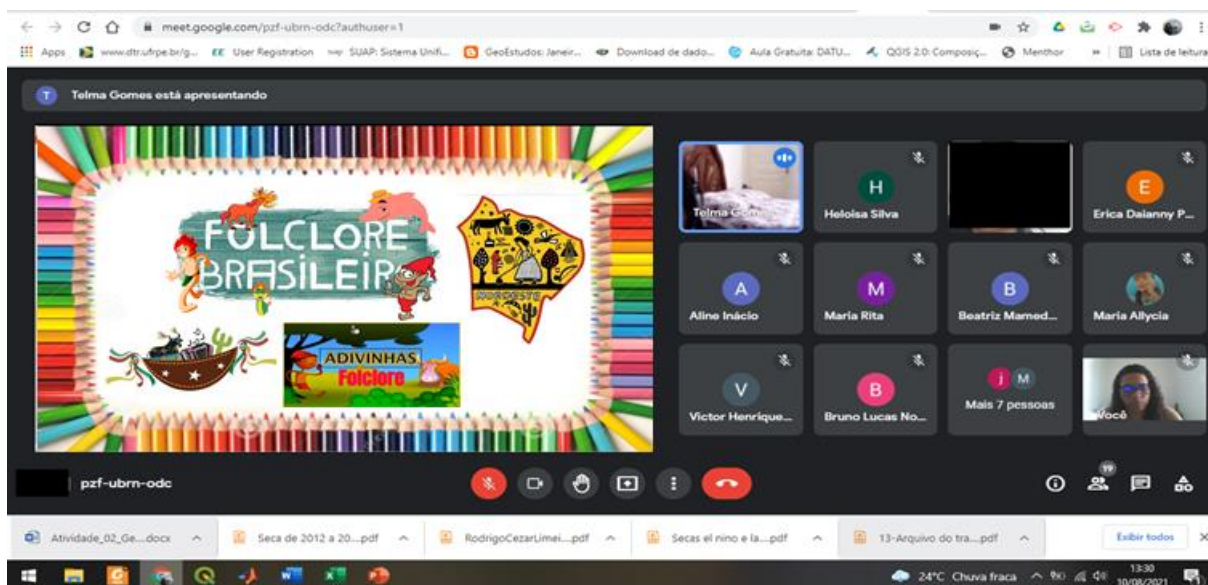 meet.google.com/pzf-ubrn-odc?authuser=1
Apps www.dtr.ufrpe.br/g... User Registration SUAP: Sistema Unifi... GeoEstudos: Janeir... Download de dado... Aula Gratuita: DATU... QGIS 2.0: Composiç... Menthor » Lista de leitura
T Telma Gomes está apresentando
FOLCLORE
BRASILEIR
NORDESTE
ADIVINHAS
Folclore
Telma Gomes
H
Heloisa Silva
E
Erica Daianny P...
A
Aline Inácio
M
Maria Rita
B
Beatriz Mamed...
Maria Allycia
V
Victor Henrique...
B
Bruno Lucas No...
j M
Mais 7 pessoas
Você
pzf-ubrn-odc
19
Atividade_02_Ge....docx Seca de 2012 a 20....pdf RodrigoCezarLimei....pdf Secas el nino e la....pdf 13-Arquivo do tra....pdf Exibir todos
24°C Chuva fraca 13:30
10/08/2021